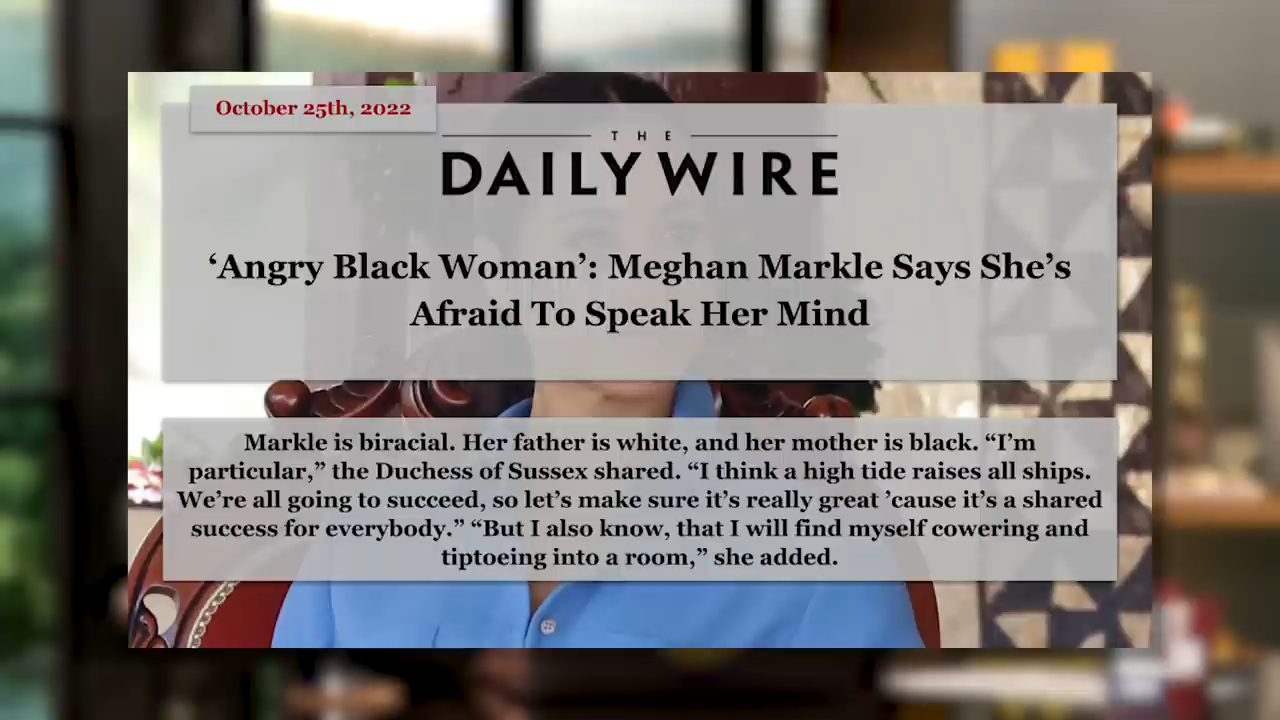 October 25th, 2022
THE
DAILY WIRE
‘Angry Black Woman’: Meghan Markle Says She’s
Afraid To Speak Her Mind
Markle is biracial. Her father is white, and her mother is black. “I’m
particular,” the Duchess of Sussex shared. “I think a high tide raises all ships.
We’re all going to succeed, so let’s make sure it’s really great ’cause it’s a shared
success for everybody.” “But I also know, that I will find myself cowering and
tiptoeing into a room,” she added.